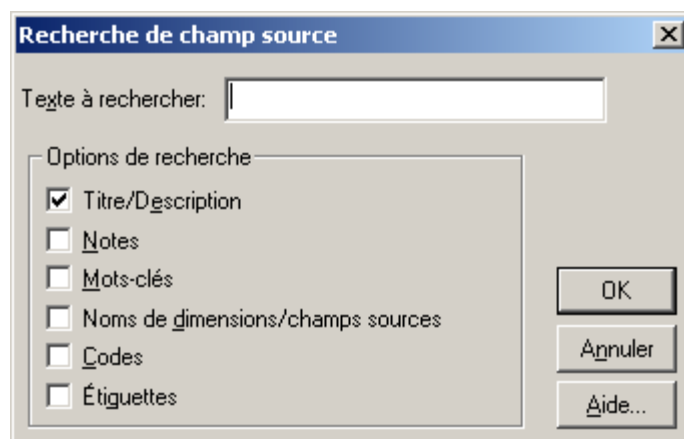 Recherche de champ source
Texte à rechercher:
Options de recherche
Titre/Description
Notes
Mots-clés
Noms de dimensions/champs sources
Codes
Étiquettes
OK
Annuler
Aide...